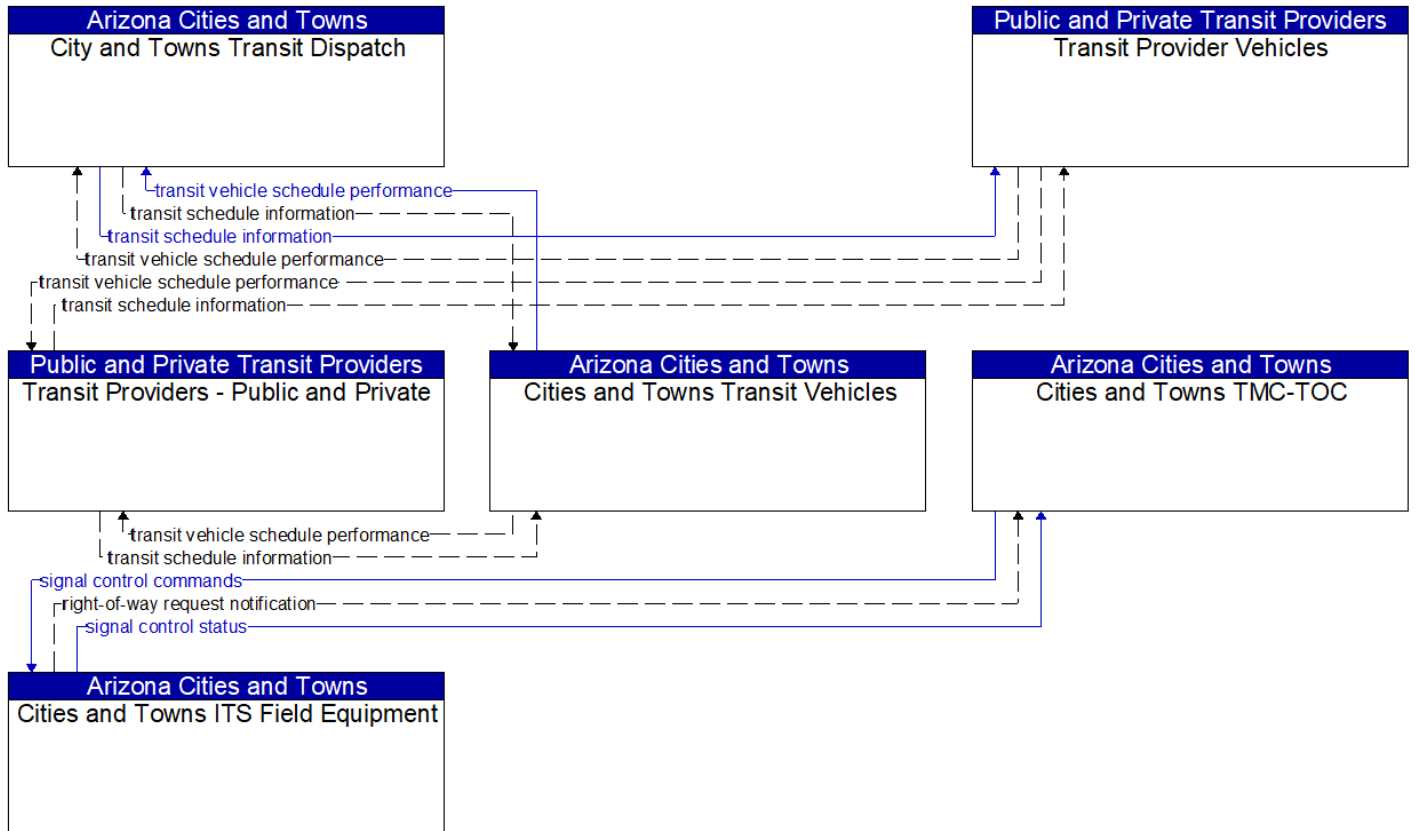 Arizona Cities and Towns
City and Towns Transit Dispatch
Public and Private Transit Providers
Transit Provider Vehicles
transit vehicle schedule performance
transit schedule information
transit schedule information
transit vehicle schedule performance
transit vehicle schedule performance
transit schedule information
Public and Private Transit Providers
Transit Providers - Public and Private
Arizona Cities and Towns
Cities and Towns Transit Vehicles
Arizona Cities and Towns
Cities and Towns TMC-TOC
transit vehicle schedule performance
transit schedule information
signal control commands
right-of-way request notification
signal control status
Arizona Cities and Towns
Cities and Towns ITS Field Equipment